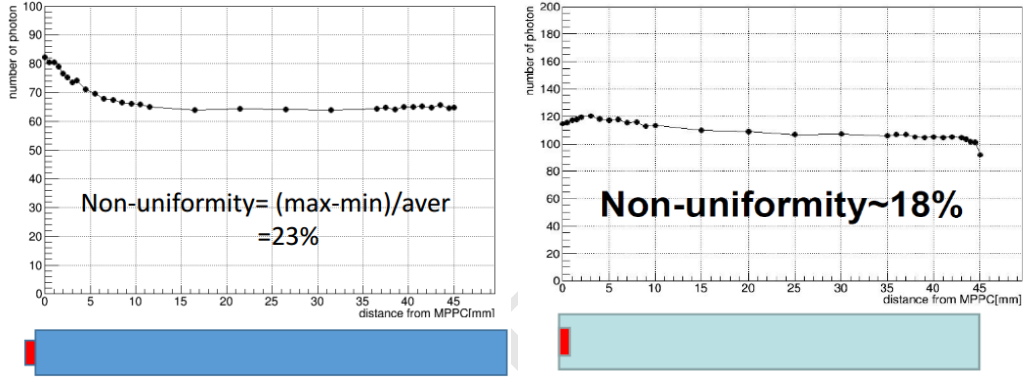 number of photon
100
90
80
70
60
50
40
30
20
10
0
Non-uniformity= (max-min)/aver
=23%
0 5 10 15 20 25 30 35 40 45
distance from MPPC[mm]
number of photon
200
180
160
140
120
100
80
60
40
20
0
Non-uniformity~18%
0 5 10 15 20 25 30 35 40 45
distance from MPPC[mm]